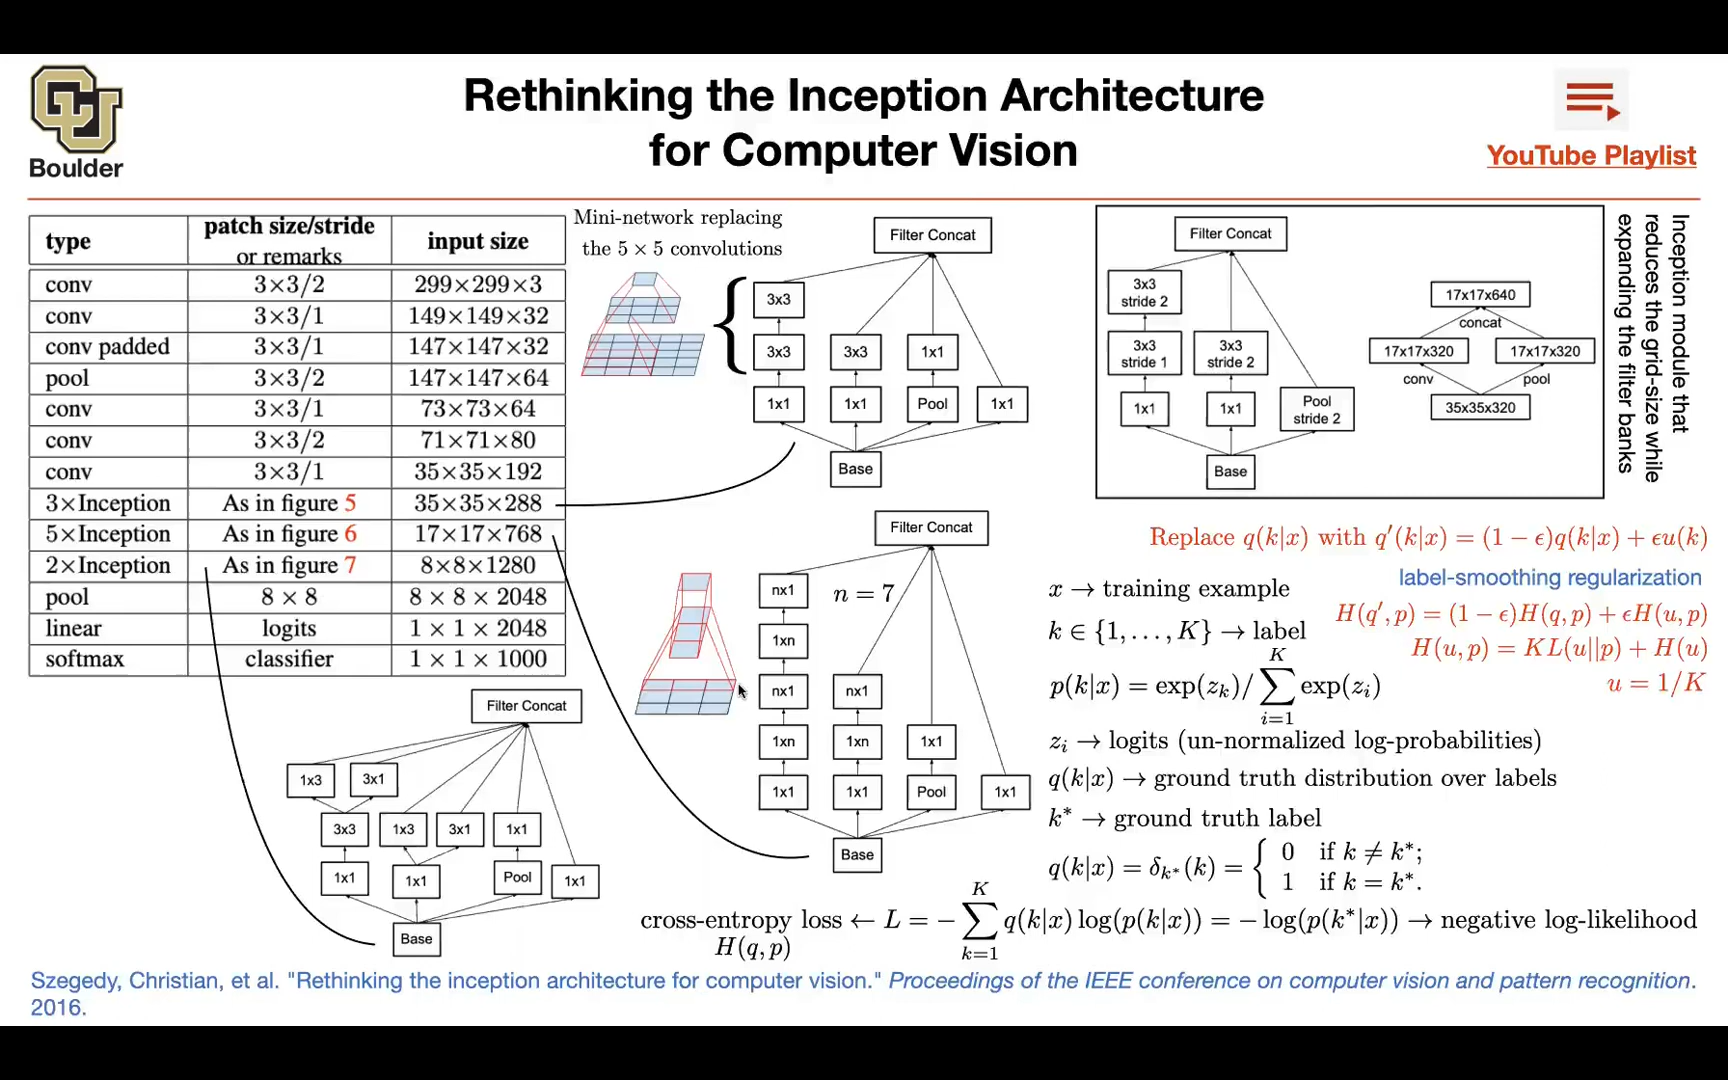 Rethinking the Inception Architecture
for Computer Vision
Boulder
YouTube Playlist
type patch size/stride or remarks input size
conv 3×3/2 299×299×3
conv 3×3/1 149×149×32
conv padded 3×3/1 147×147×32
pool 3×3/2 147×147×64
conv 3×3/1 73×73×64
conv 3×3/2 71×71×80
conv 3×3/1 35×35×192
3×Inception As in figure 5 35×35×288
5×Inception As in figure 6 17×17×768
2×Inception As in figure 7 8×8×1280
pool 8 × 8 8 × 8 × 2048
linear logits 1 × 1 × 2048
softmax classifier 1 × 1 × 1000
Mini-network replacing
the 5 × 5 convolutions
Filter Concat
3x3
3x3 3x3 1x1
1x1 1x1 Pool 1x1
Base
Filter Concat
3x3 stride 2
3x3 stride 1 3x3 stride 2
1x1 1x1 Pool stride 2
Base
17x17x640
concat
17x17x320 17x17x320
conv pool
35x35x320
Inception module that
reduces the grid-size while
expanding the filter banks
Filter Concat
nx1 n = 7
1xn
nx1 nx1
1xn 1xn 1x1
1x1 1x1 Pool 1x1
Base
Filter Concat
1x3 3x1
3x3 1x3 3x1 1x1
1x1 1x1 Pool 1x1
Base
Replace q(k|x) with q′(k|x) = (1 − ϵ)q(k|x) + ϵu(k)
label-smoothing regularization
H(q′, p) = (1 − ϵ)H(q, p) + ϵH(u, p)
H(u, p) = KL(u||p) + H(u)
u = 1/K
x → training example
k ∈ {1, . . . , K} → label
p(k|x) = exp(z_k)/∑_{i=1}^{K} exp(z_i)
z_i → logits (un-normalized log-probabilities)
q(k|x) → ground truth distribution over labels
k* → ground truth label
q(k|x) = δ_{k*}(k) = { 0 if k ≠ k*;
1 if k = k*.
cross-entropy loss ← L = −∑_{k=1}^{K} q(k|x) log(p(k|x)) = − log(p(k*|x)) → negative log-likelihood
H(q, p)
Szegedy, Christian, et al. "Rethinking the inception architecture for computer vision." Proceedings of the IEEE conference on computer vision and pattern recognition.
2016.